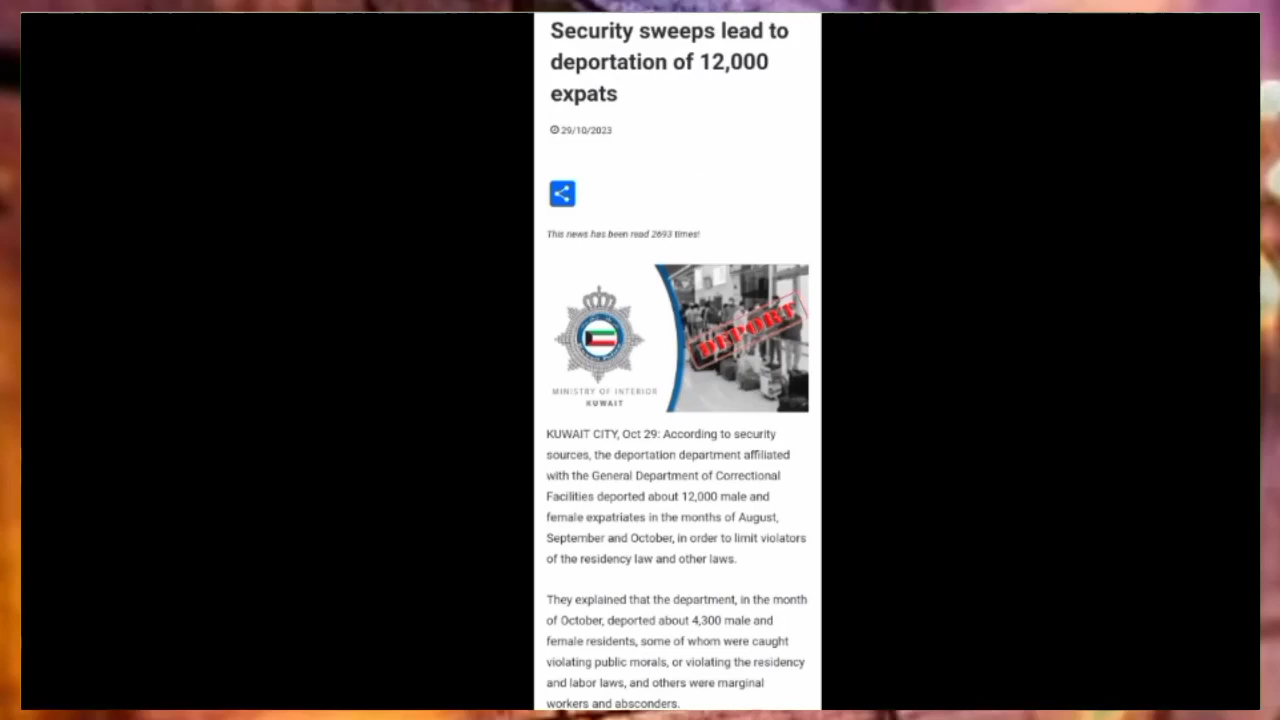 Security sweeps lead to
deportation of 12,000
expats
29/10/2023
This news has been read 2693 times!
DEPORT
MINISTRY OF INTERIOR
KUWAIT
KUWAIT CITY, Oct 29: According to security
sources, the deportation department affiliated
with the General Department of Correctional
Facilities deported about 12,000 male and
female expatriates in the months of August,
September and October, in order to limit violators
of the residency law and other laws.
They explained that the department, in the month
of October, deported about 4,300 male and
female residents, some of whom were caught
violating public morals, or violating the residency
and labor laws, and others were marginal
workers and absconders.